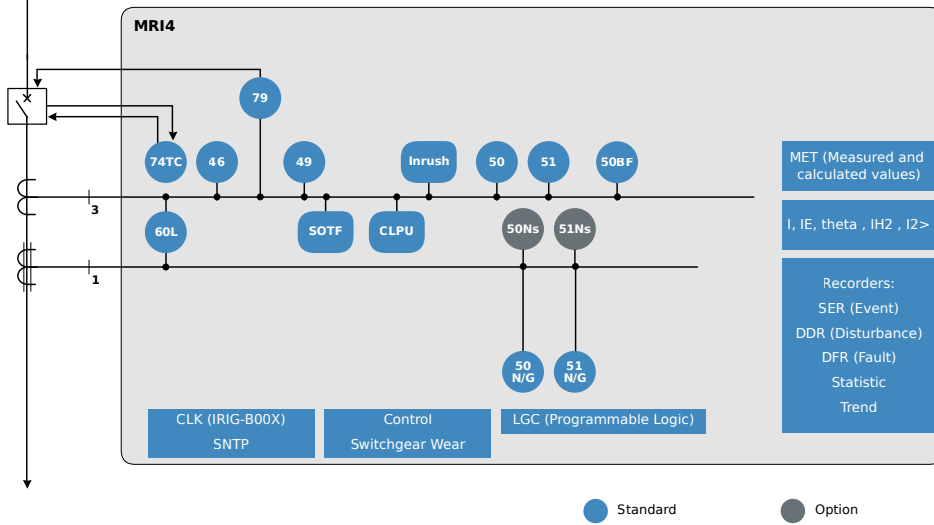 MRI4
79
74TC
46
49
Inrush
50
51
50BF
3
60L
SOTF
CLPU
50Ns
51Ns
1
50
N/G
51
N/G
MET (Measured and
calculated values)
I, IE, theta , IH2 , I2>
Recorders:
SER (Event)
DDR (Disturbance)
DFR (Fault)
Statistic
Trend
CLK (IRIG-B00X)
SNTP
Control
Switchgear Wear
LGC (Programmable Logic)
Standard
Option